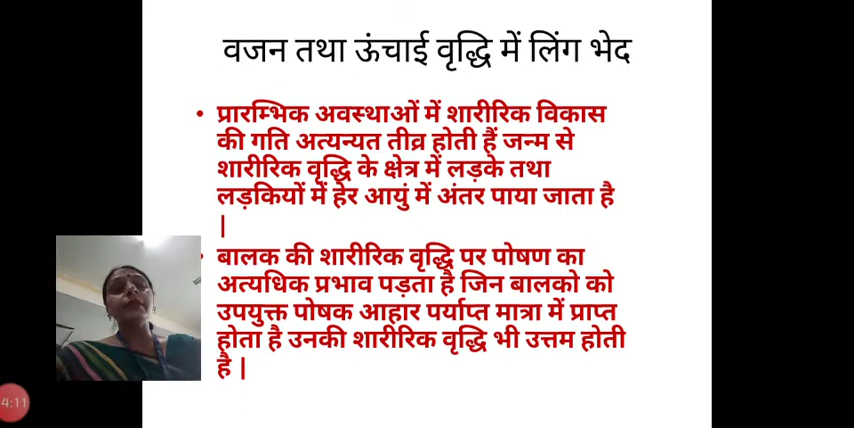 वजन तथा ऊंचाई वृद्धि में लिंग भेद
• प्रारम्भिक अवस्थाओं में शारीरिक विकास
की गति अत्यन्यत तीव्र होती हैं जन्म से
शारीरिक वृद्धि के क्षेत्र में लड़के तथा
लड़कियों में हेर आयुं में अंतर पाया जाता है
|
• बालक की शारीरिक वृद्धि पर पोषण का
अत्यधिक प्रभाव पड़ता है जिन बालको को
उपयुक्त पोषक आहार पर्याप्त मात्रा में प्राप्त
होता है उनकी शारीरिक वृद्धि भी उत्तम होती
है |
4:11